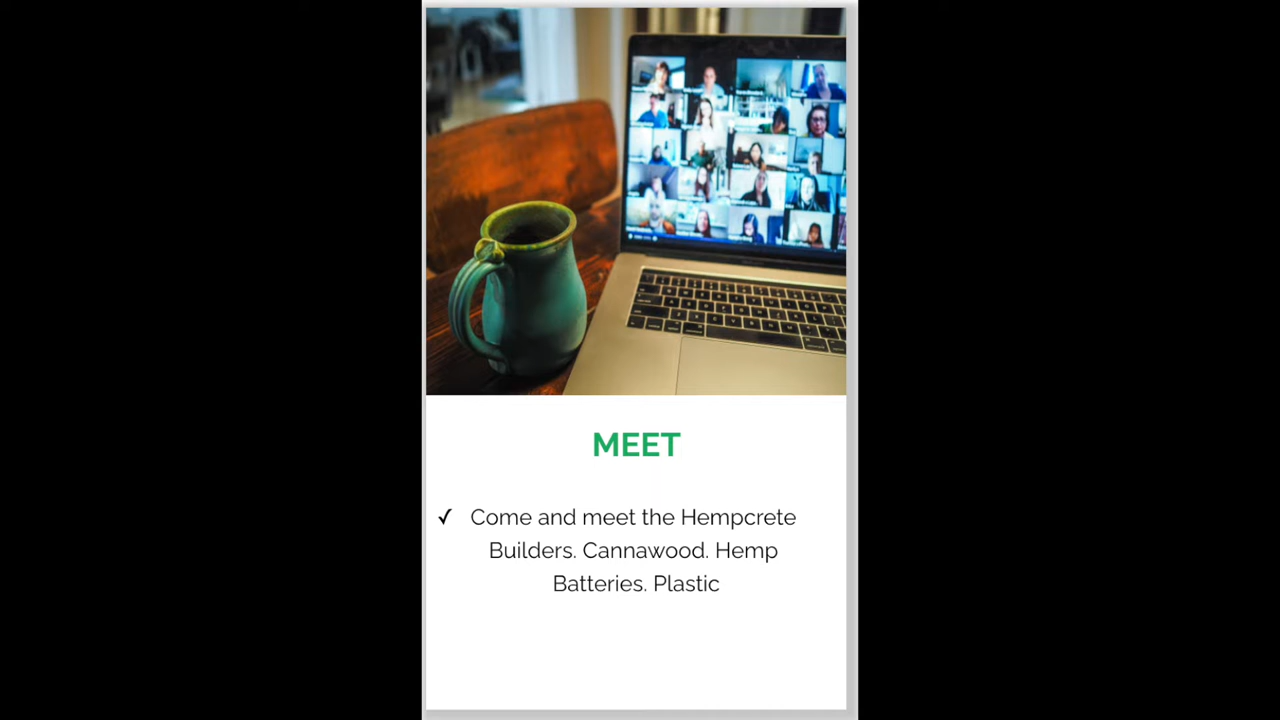 MEET
✓ Come and meet the Hempcrete
Builders. Cannawood. Hemp
Batteries. Plastic